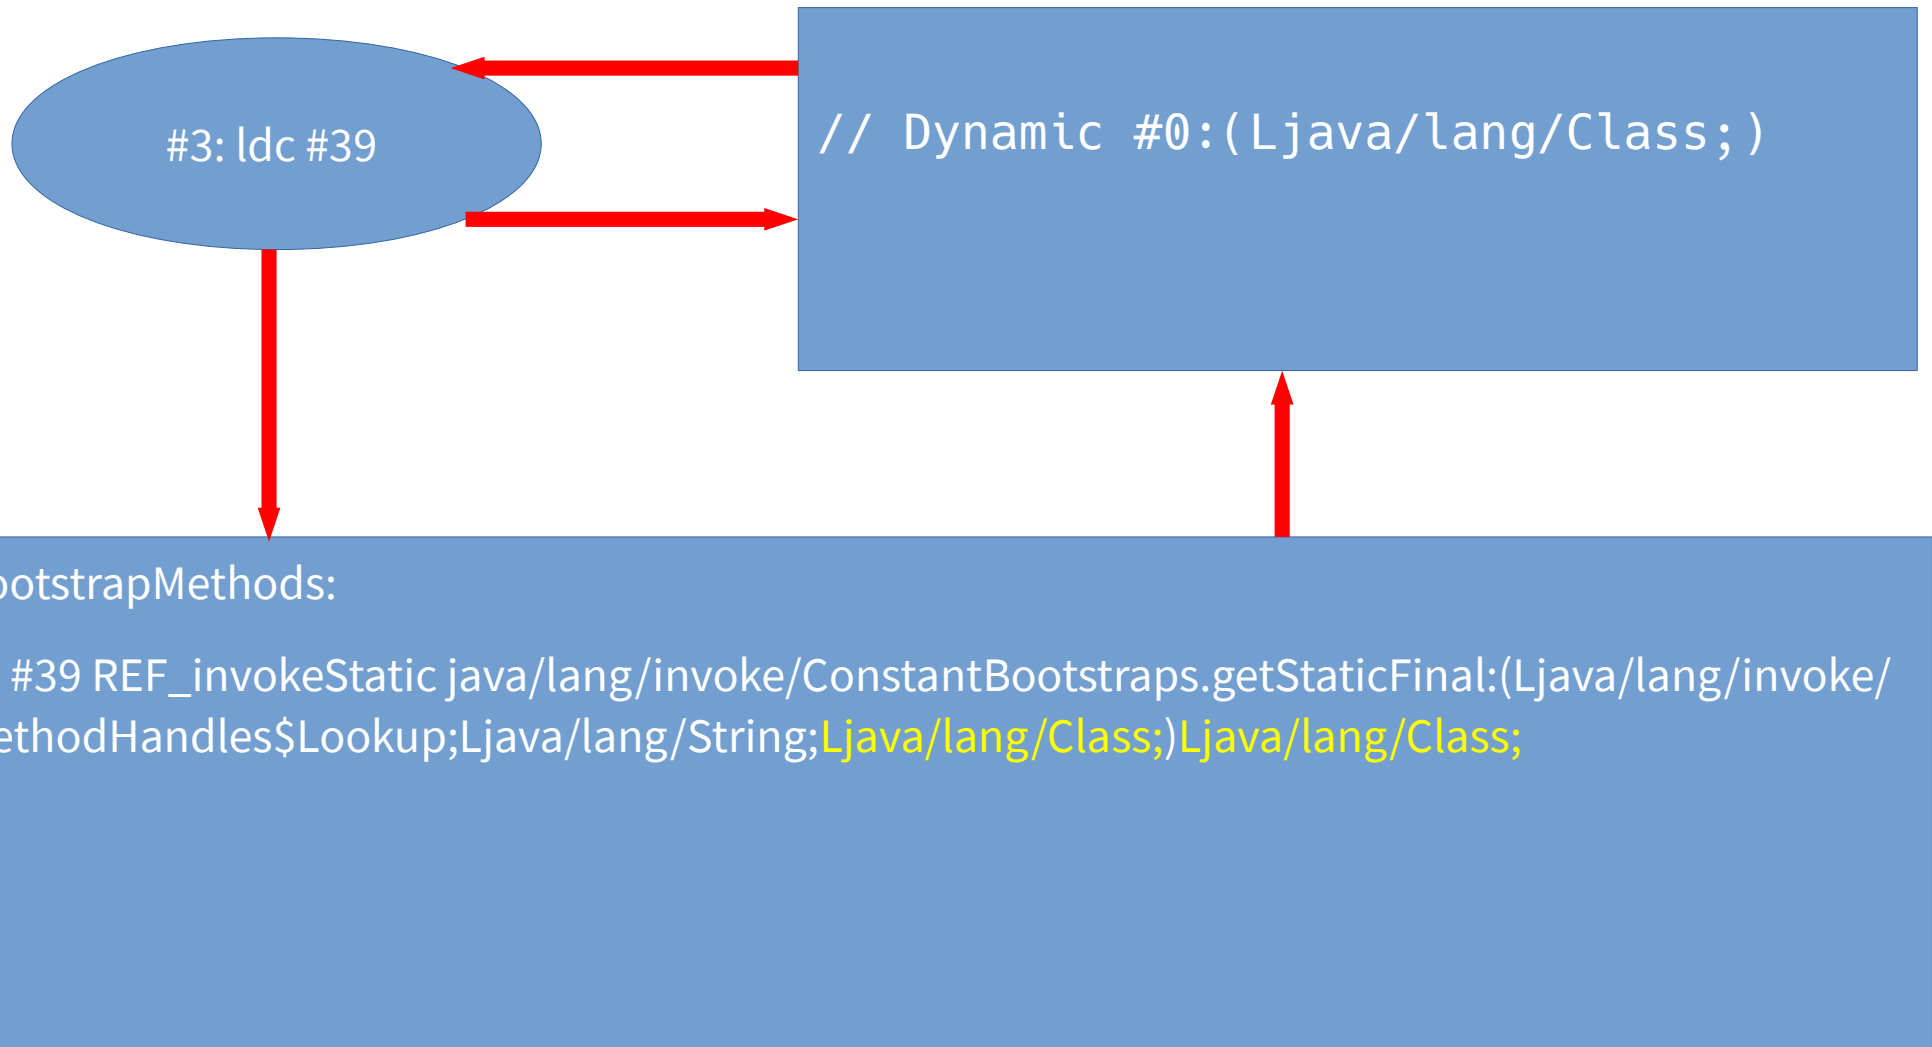 #3: ldc #39
// Dynamic #0:(Ljava/lang/Class;)
ootstrapMethods:
#39 REF_invokeStatic java/lang/invoke/ConstantBootstraps.getStaticFinal:(Ljava/lang/invoke/
ethodHandles$Lookup;Ljava/lang/String;Ljava/lang/Class;)Ljava/lang/Class;